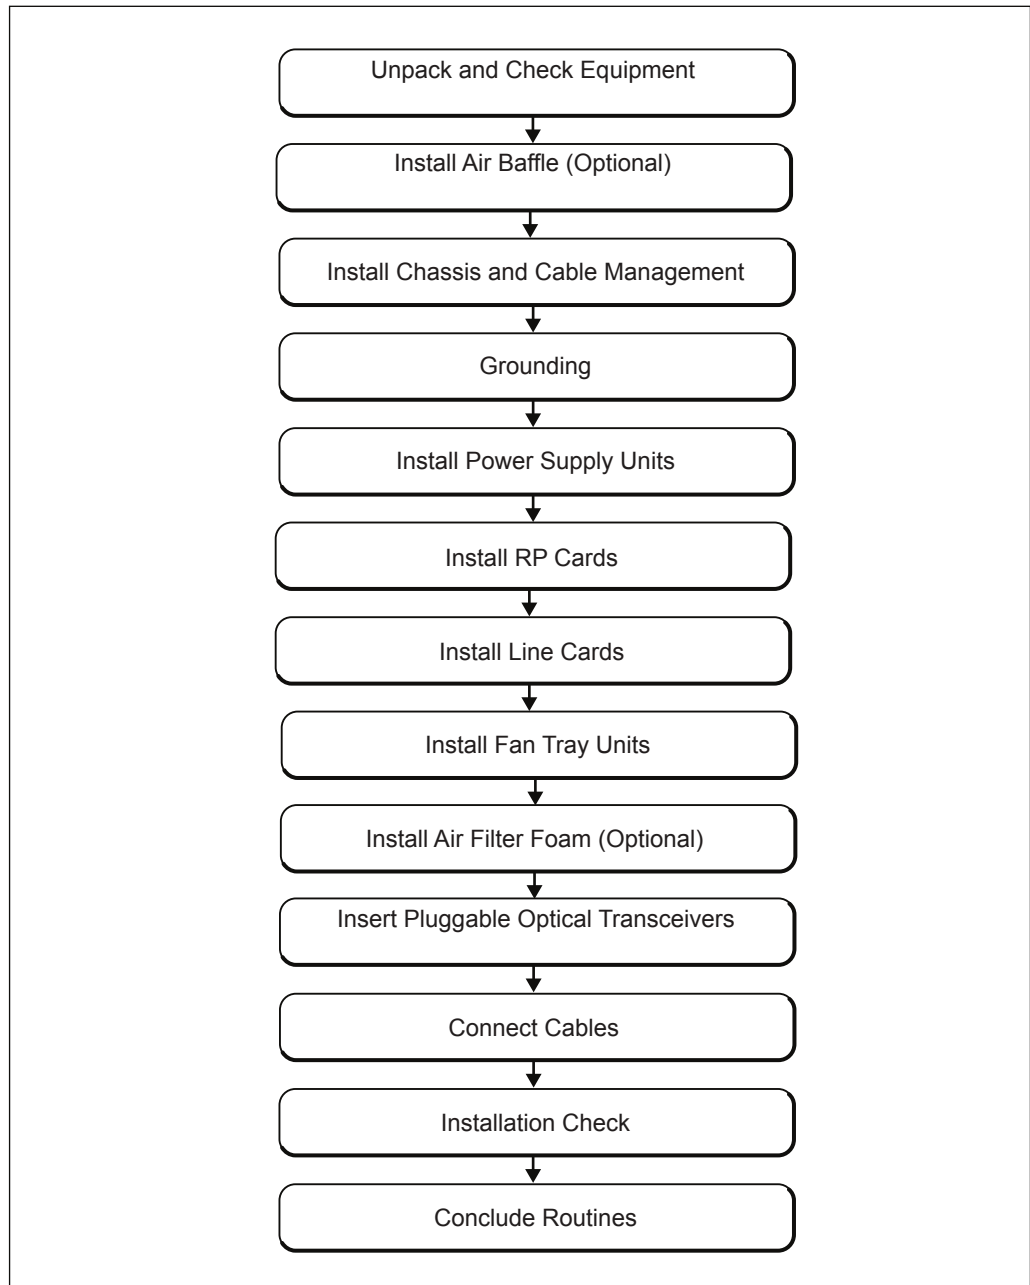 Unpack and Check Equipment
Install Air Baffle (Optional)
Install Chassis and Cable Management
Grounding
Install Power Supply Units
Install RP Cards
Install Line Cards
Install Fan Tray Units
Install Air Filter Foam (Optional)
Insert Pluggable Optical Transceivers
Connect Cables
Installation Check
Conclude Routines